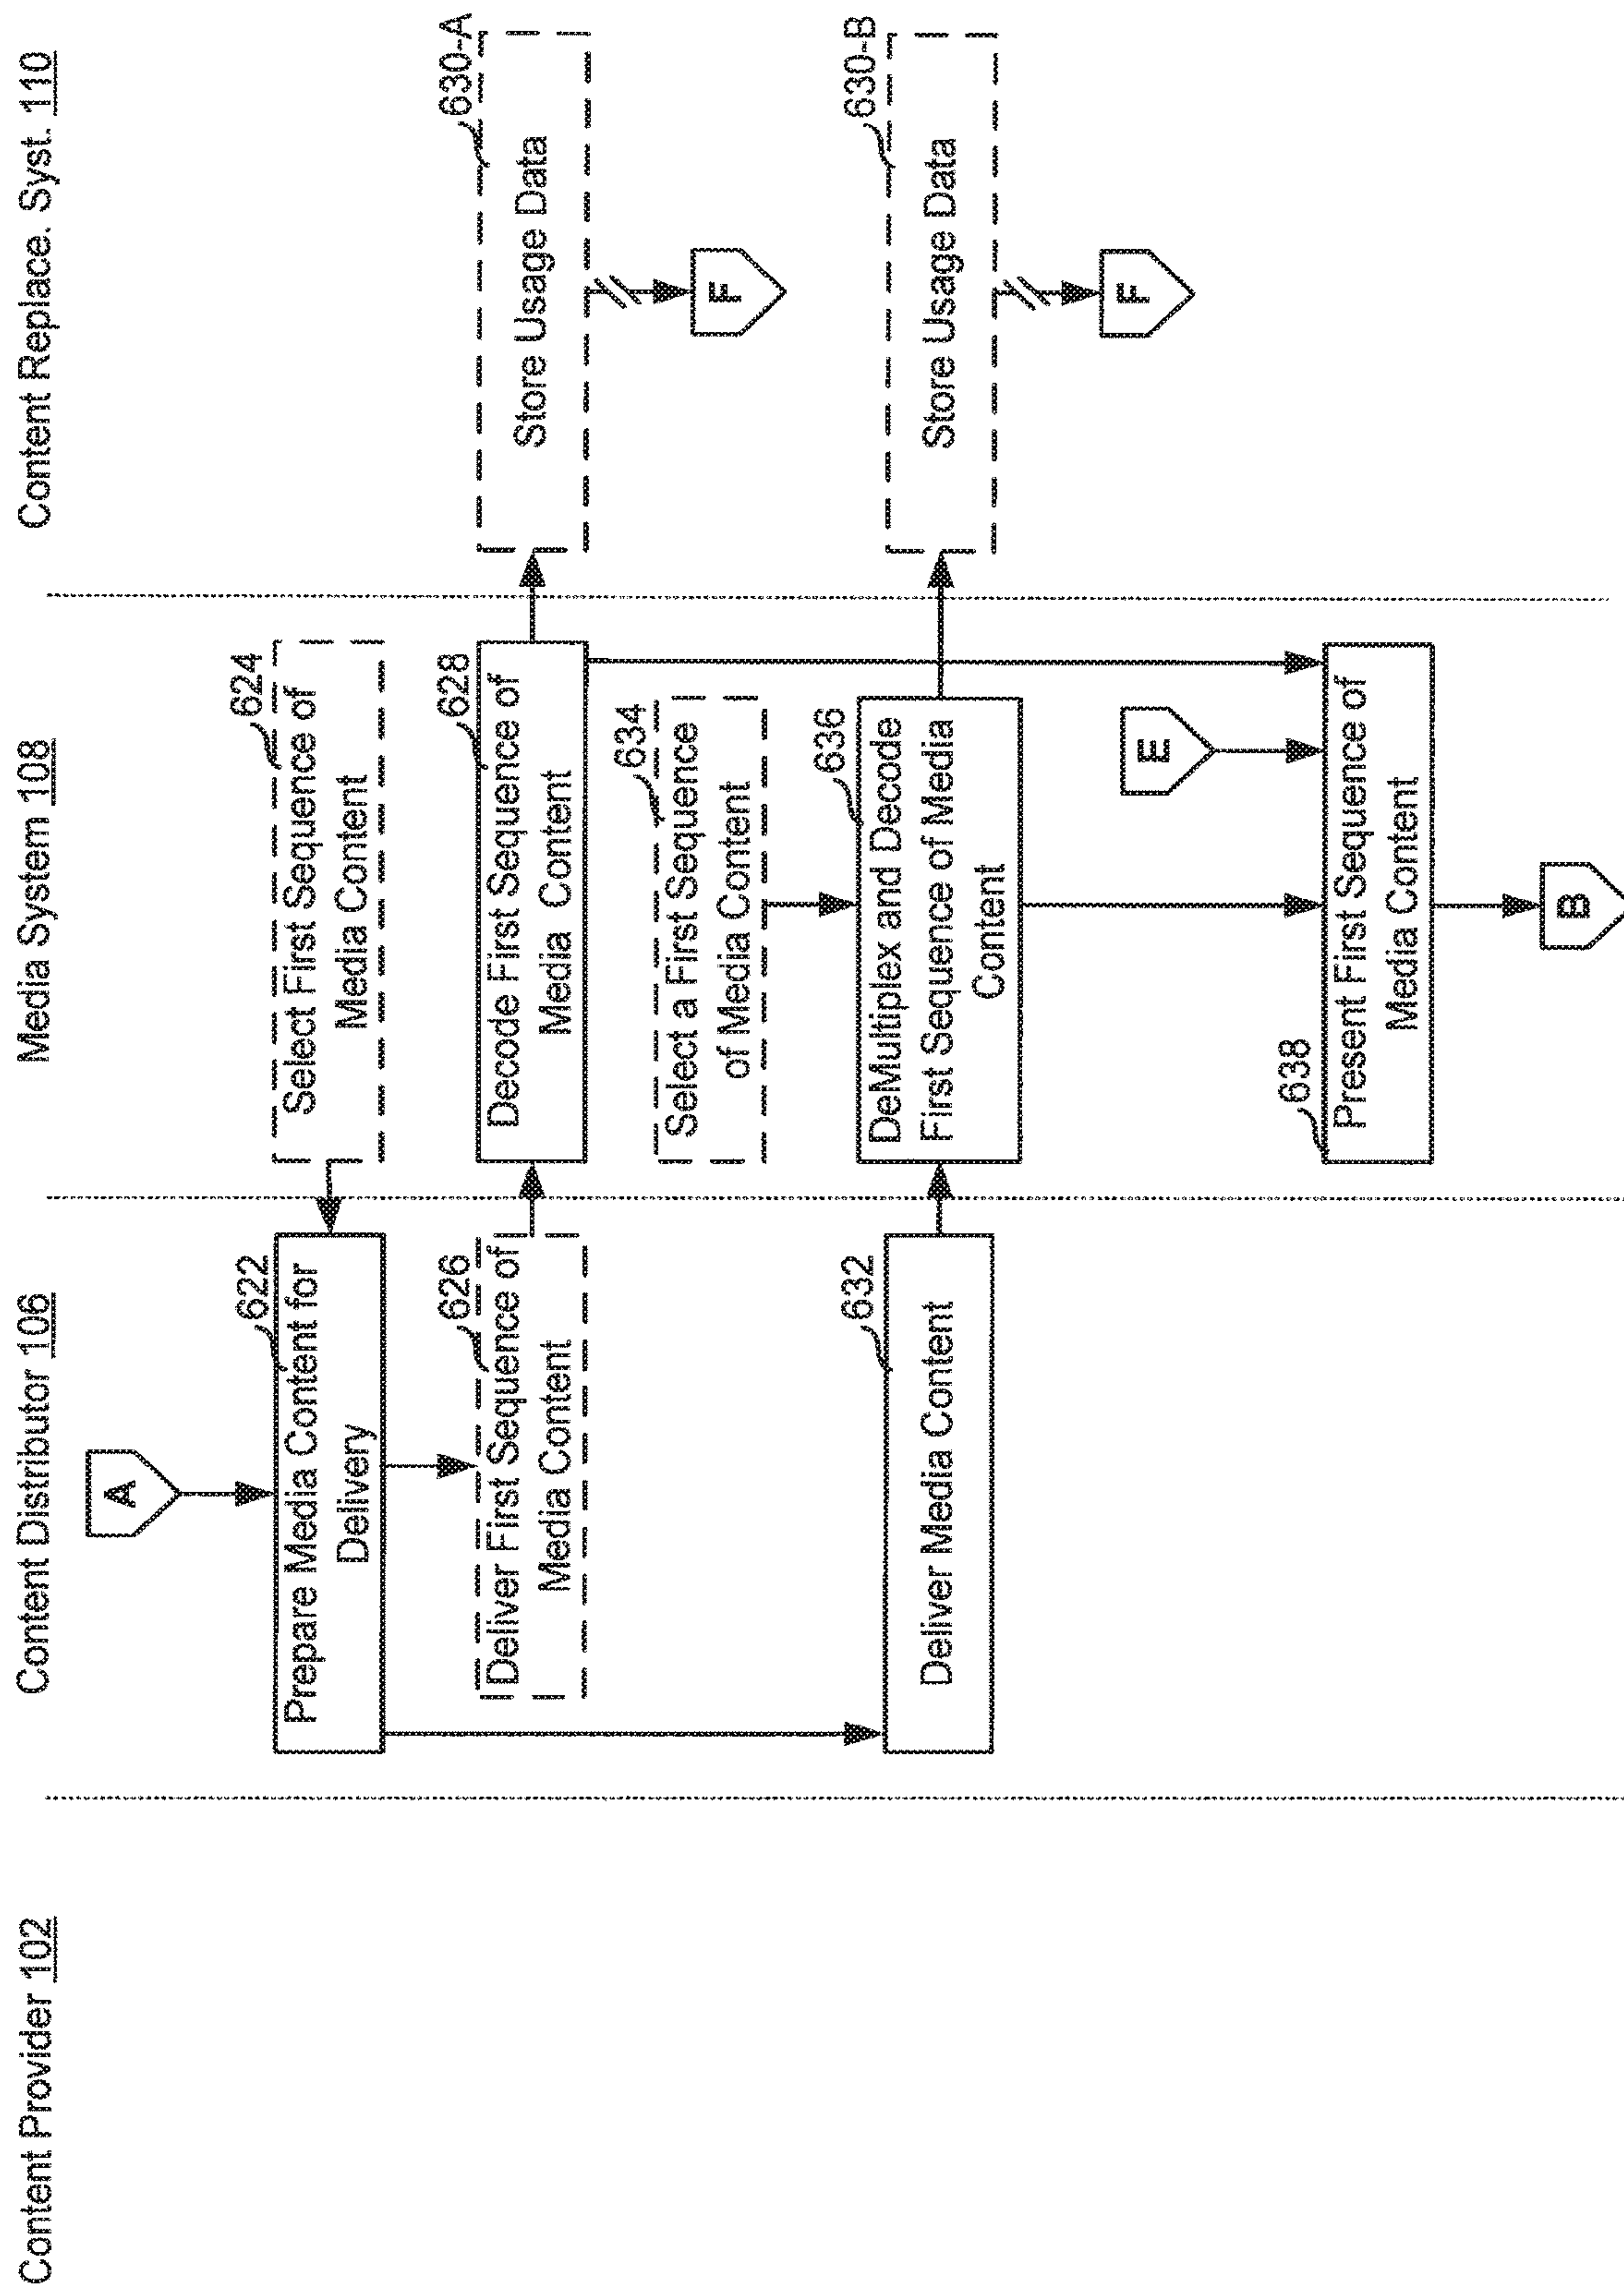 Content Provider 102
Content Distributor 106
Media System 108
Content Replace. Syst. 110
A
622
Prepare Media Content for
Delivery
624
Select First Sequence of
Media Content
626
Deliver First Sequence of
Media Content
628
Decode First Sequence of
Media Content
630-A
Store Usage Data
F
634
Select a First Sequence
of Media Content
632
Deliver Media Content
636
DeMultiplex and Decode
First Sequence of Media
Content
630-B
Store Usage Data
F
E
638
Present First Sequence of
Media Content
B